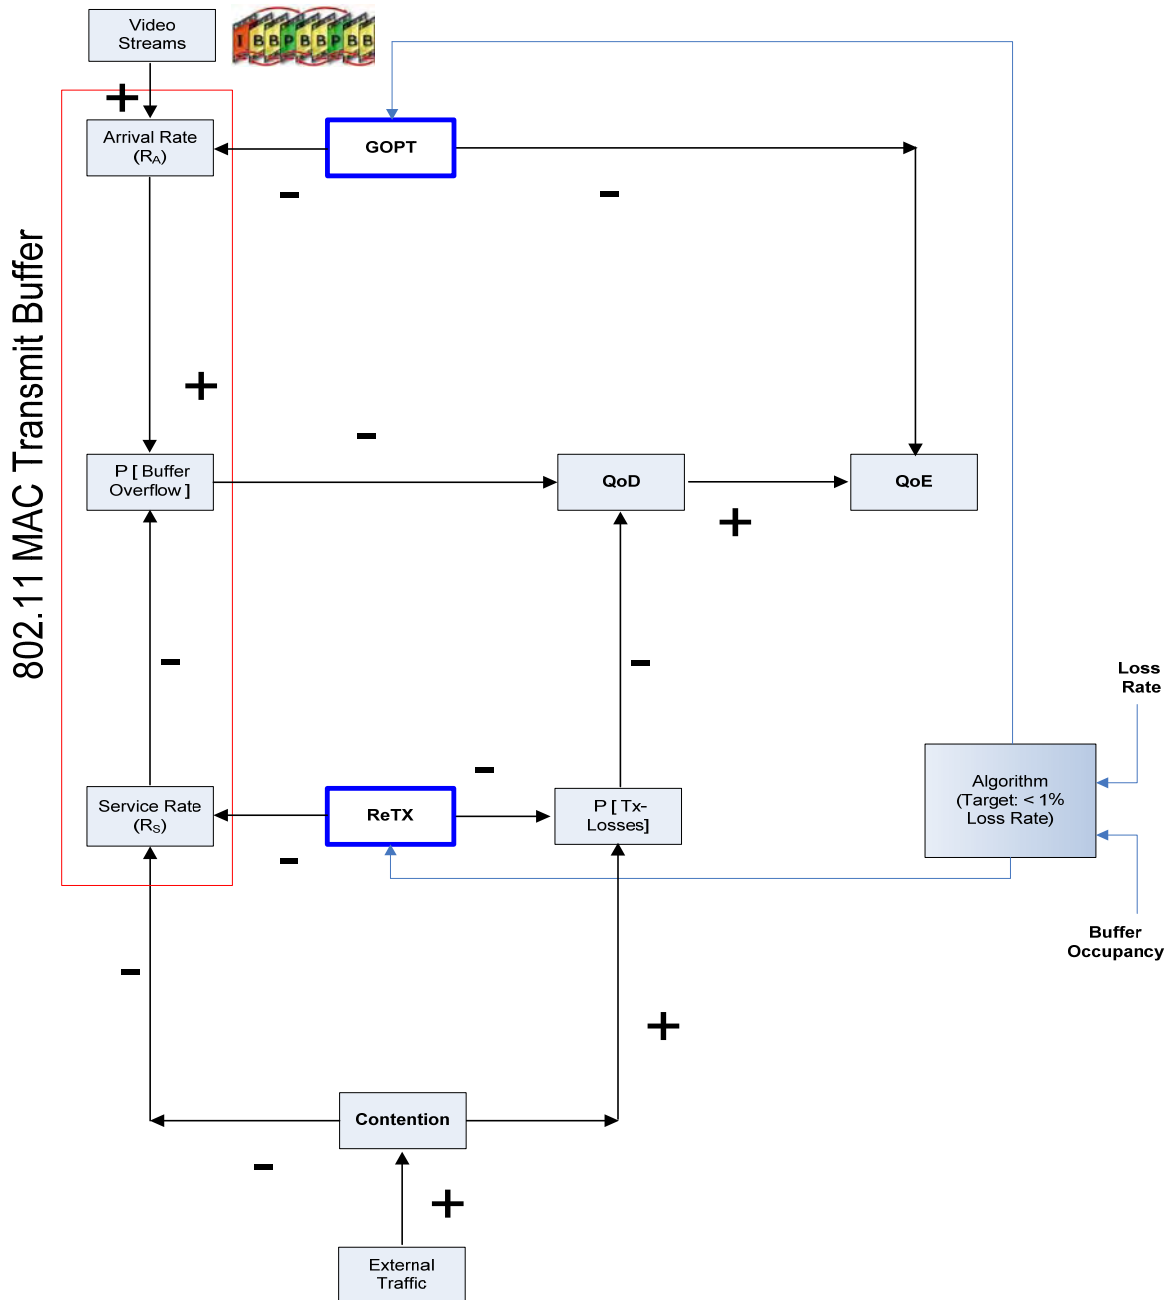 Video
Streams
I B B P B B P B B
+
Arrival Rate
(RA)
GOPT
-
-
802.11 MAC Transmit Buffer
+
-
P [ Buffer
Overflow ]
QoD
QoE
+
-
-
Loss
Rate
Service Rate
(RS)
-
ReTX
-
P [ Tx-
Losses]
Algorithm
(Target: < 1%
Loss Rate)
Buffer
Occupancy
-
+
Contention
-
+
External
Traffic